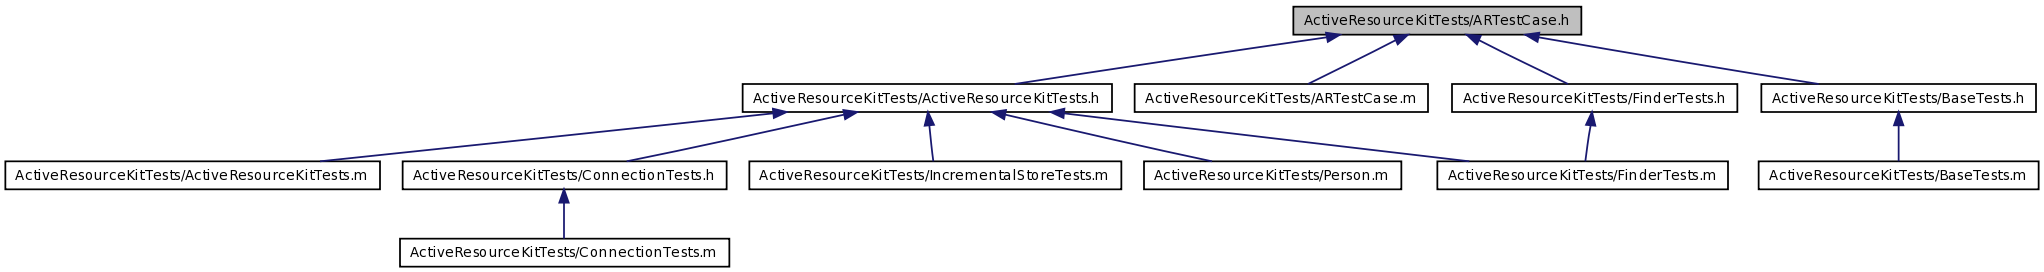 ActiveResourceKitTests/ARTestCase.h
ActiveResourceKitTests/ActiveResourceKitTests.h
ActiveResourceKitTests/ARTestCase.m
ActiveResourceKitTests/FinderTests.h
ActiveResourceKitTests/BaseTests.h
ActiveResourceKitTests/ActiveResourceKitTests.m
ActiveResourceKitTests/ConnectionTests.h
ActiveResourceKitTests/IncrementalStoreTests.m
ActiveResourceKitTests/Person.m
ActiveResourceKitTests/FinderTests.m
ActiveResourceKitTests/BaseTests.m
ActiveResourceKitTests/ConnectionTests.m